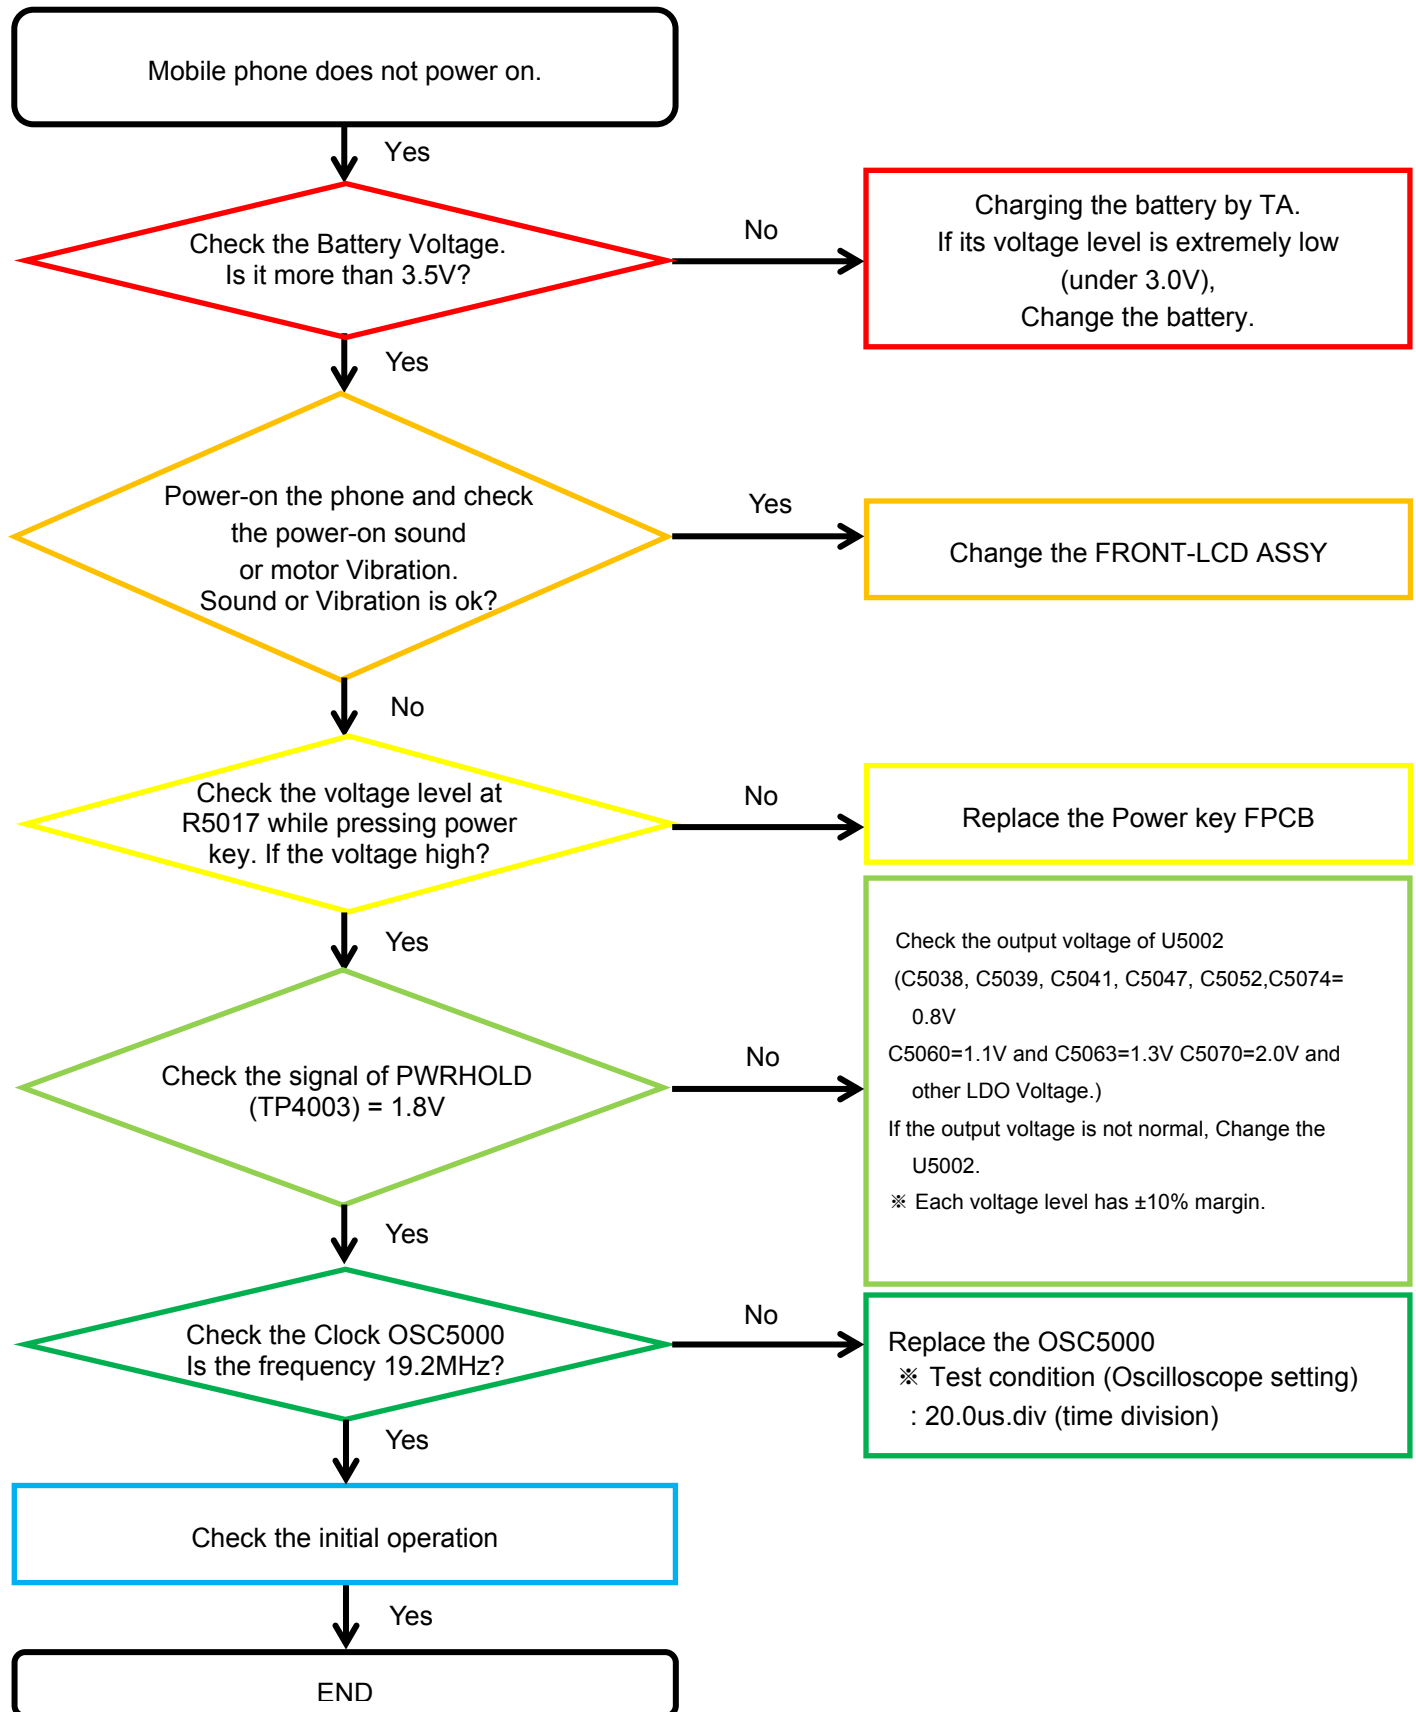 Mobile phone does not power on.
Yes
Check the Battery Voltage.
Is it more than 3.5V?
No
Charging the battery by TA.
If its voltage level is extremely low
(under 3.0V),
Change the battery.
Yes
Power-on the phone and check
the power-on sound
or motor Vibration.
Sound or Vibration is ok?
Yes
Change the FRONT-LCD ASSY
No
Check the voltage level at
R5017 while pressing power
key. If the voltage high?
No
Replace the Power key FPCB
Yes
Check the signal of PWRHOLD
(TP4003) = 1.8V
No
Check the output voltage of U5002
(C5038, C5039, C5041, C5047, C5052,C5074=
0.8V
C5060=1.1V and C5063=1.3V C5070=2.0V and
other LDO Voltage.)
If the output voltage is not normal, Change the
U5002.
※ Each voltage level has ±10% margin.
Yes
Check the Clock OSC5000
Is the frequency 19.2MHz?
No
Replace the OSC5000
※ Test condition (Oscilloscope setting)
: 20.0us.div (time division)
Yes
Check the initial operation
Yes
END